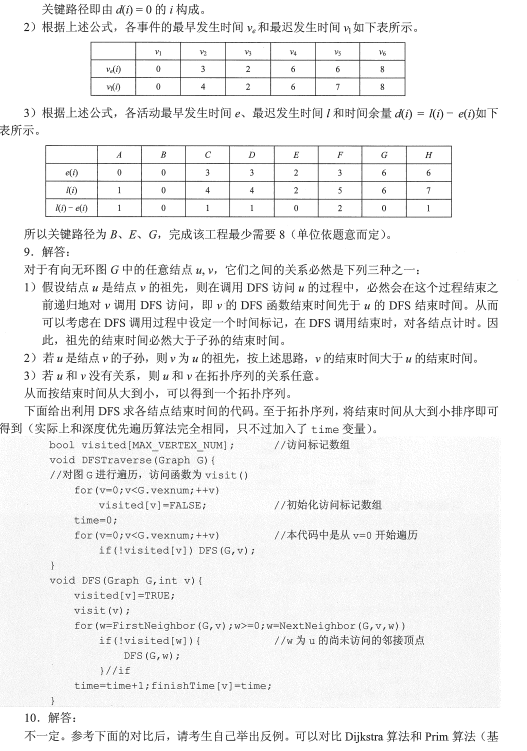 关键路径即由 d(i) = 0 的 i 构成。
2）根据上述公式，各事件的最早发生时间 vₑ和最迟发生时间 vₗ如下表所示。
v₁ v₂ v₃ v₄ v₅ v₆
vₑ(i) 0 3 2 6 6 8
vₗ(i) 0 4 2 6 7 8
3）根据上述公式，各活动最早发生时间 e、最迟发生时间 l 和时间余量 d(i) = l(i) − e(i)如下
表所示。
A B C D E F G H
e(i) 0 0 3 3 2 3 6 6
l(i) 1 0 4 4 2 5 6 7
l(i) − e(i) 1 0 1 1 0 2 0 1
所以关键路径为 B、E、G，完成该工程最少需要 8（单位依题意而定）。
9．解答：
对于有向无环图 G 中的任意结点 u, v，它们之间的关系必然是下列三种之一：
1）假设结点 u 是结点 v 的祖先，则在调用 DFS 访问 u 的过程中，必然会在这个过程结束之
前递归地对 v 调用 DFS 访问，即 v 的 DFS 函数结束时间先于 u 的 DFS 结束时间。从而
可以考虑在 DFS 调用过程中设定一个时间标记，在 DFS 调用结束时，对各结点计时。因
此，祖先的结束时间必然大于子孙的结束时间。
2）若 u 是结点 v 的子孙，则 v 为 u 的祖先，按上述思路，v 的结束时间大于 u 的结束时间。
3）若 u 和 v 没有关系，则 u 和 v 在拓扑序列的关系任意。
从而按结束时间从大到小，可以得到一个拓扑序列。
下面给出利用 DFS 求各结点结束时间的代码。至于拓扑序列，将结束时间从大到小排序即可
得到（实际上和深度优先遍历算法完全相同，只不过加入了 time 变量）。
bool visited[MAX_VERTEX_NUM]; //访问标记数组
void DFSTraverse(Graph G){
//对图 G 进行遍历，访问函数为 visit()
for(v=0;v<G.vexnum;++v)
visited[v]=FALSE; //初始化访问标记数组
time=0;
for(v=0;v<G.vexnum;++v) //本代码中是从 v=0 开始遍历
if(!visited[v]) DFS(G,v);
}
void DFS(Graph G,int v){
visited[v]=TRUE;
visit(v);
for(w=FirstNeighbor(G,v);w>=0;w=NextNeighbor(G,v,w))
if(!visited[w]){ //w 为 u 的尚未访问的邻接顶点
DFS(G,w);
}//if
time=time+1;finishTime[v]=time;
}
10．解答：
不一定。参考下面的对比后，请考生自己举出反例。可以对比 Dijkstra 算法和 Prim 算法（基